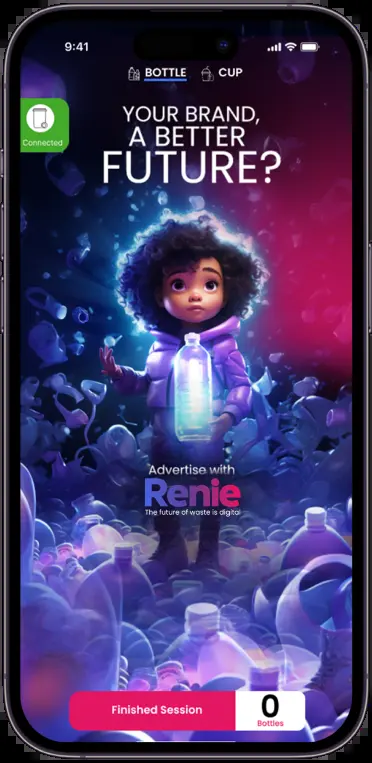 9:41
BOTTLE
CUP
Connected
YOUR BRAND,
A BETTER
FUTURE?
Advertise with
Renie
The future of waste is digital
Finished Session
0
Bottles